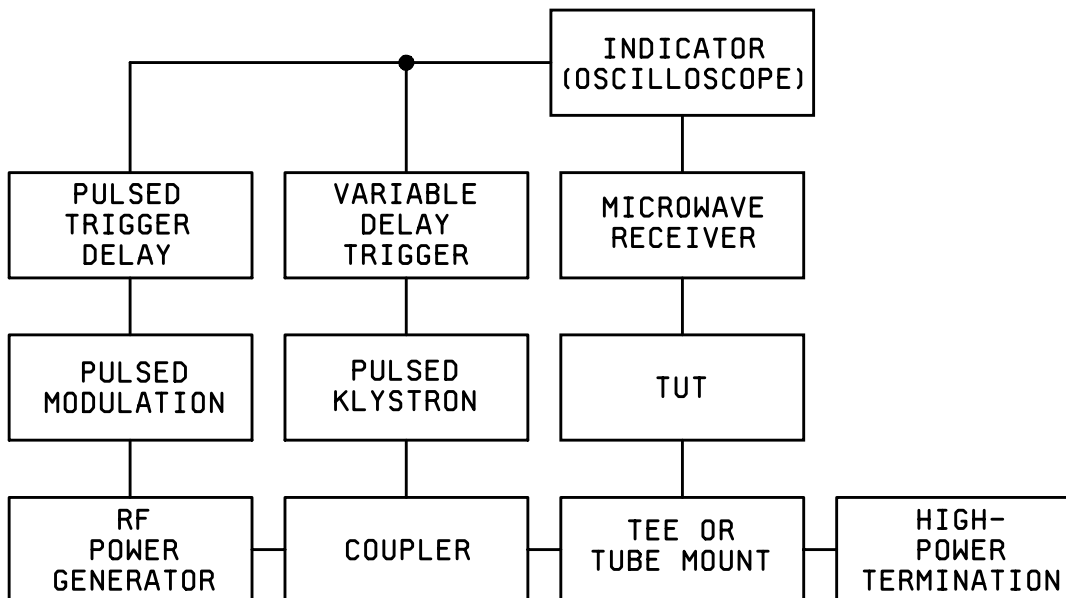 INDICATOR
(OSCILLOSCOPE)
PULSED
TRIGGER
DELAY
VARIABLE
DELAY
TRIGGER
MICROWAVE
RECEIVER
PULSED
MODULATION
PULSED
KLYSTRON
TUT
RF
POWER
GENERATOR
COUPLER
TEE OR
TUBE MOUNT
HIGH-
POWER
TERMINATION